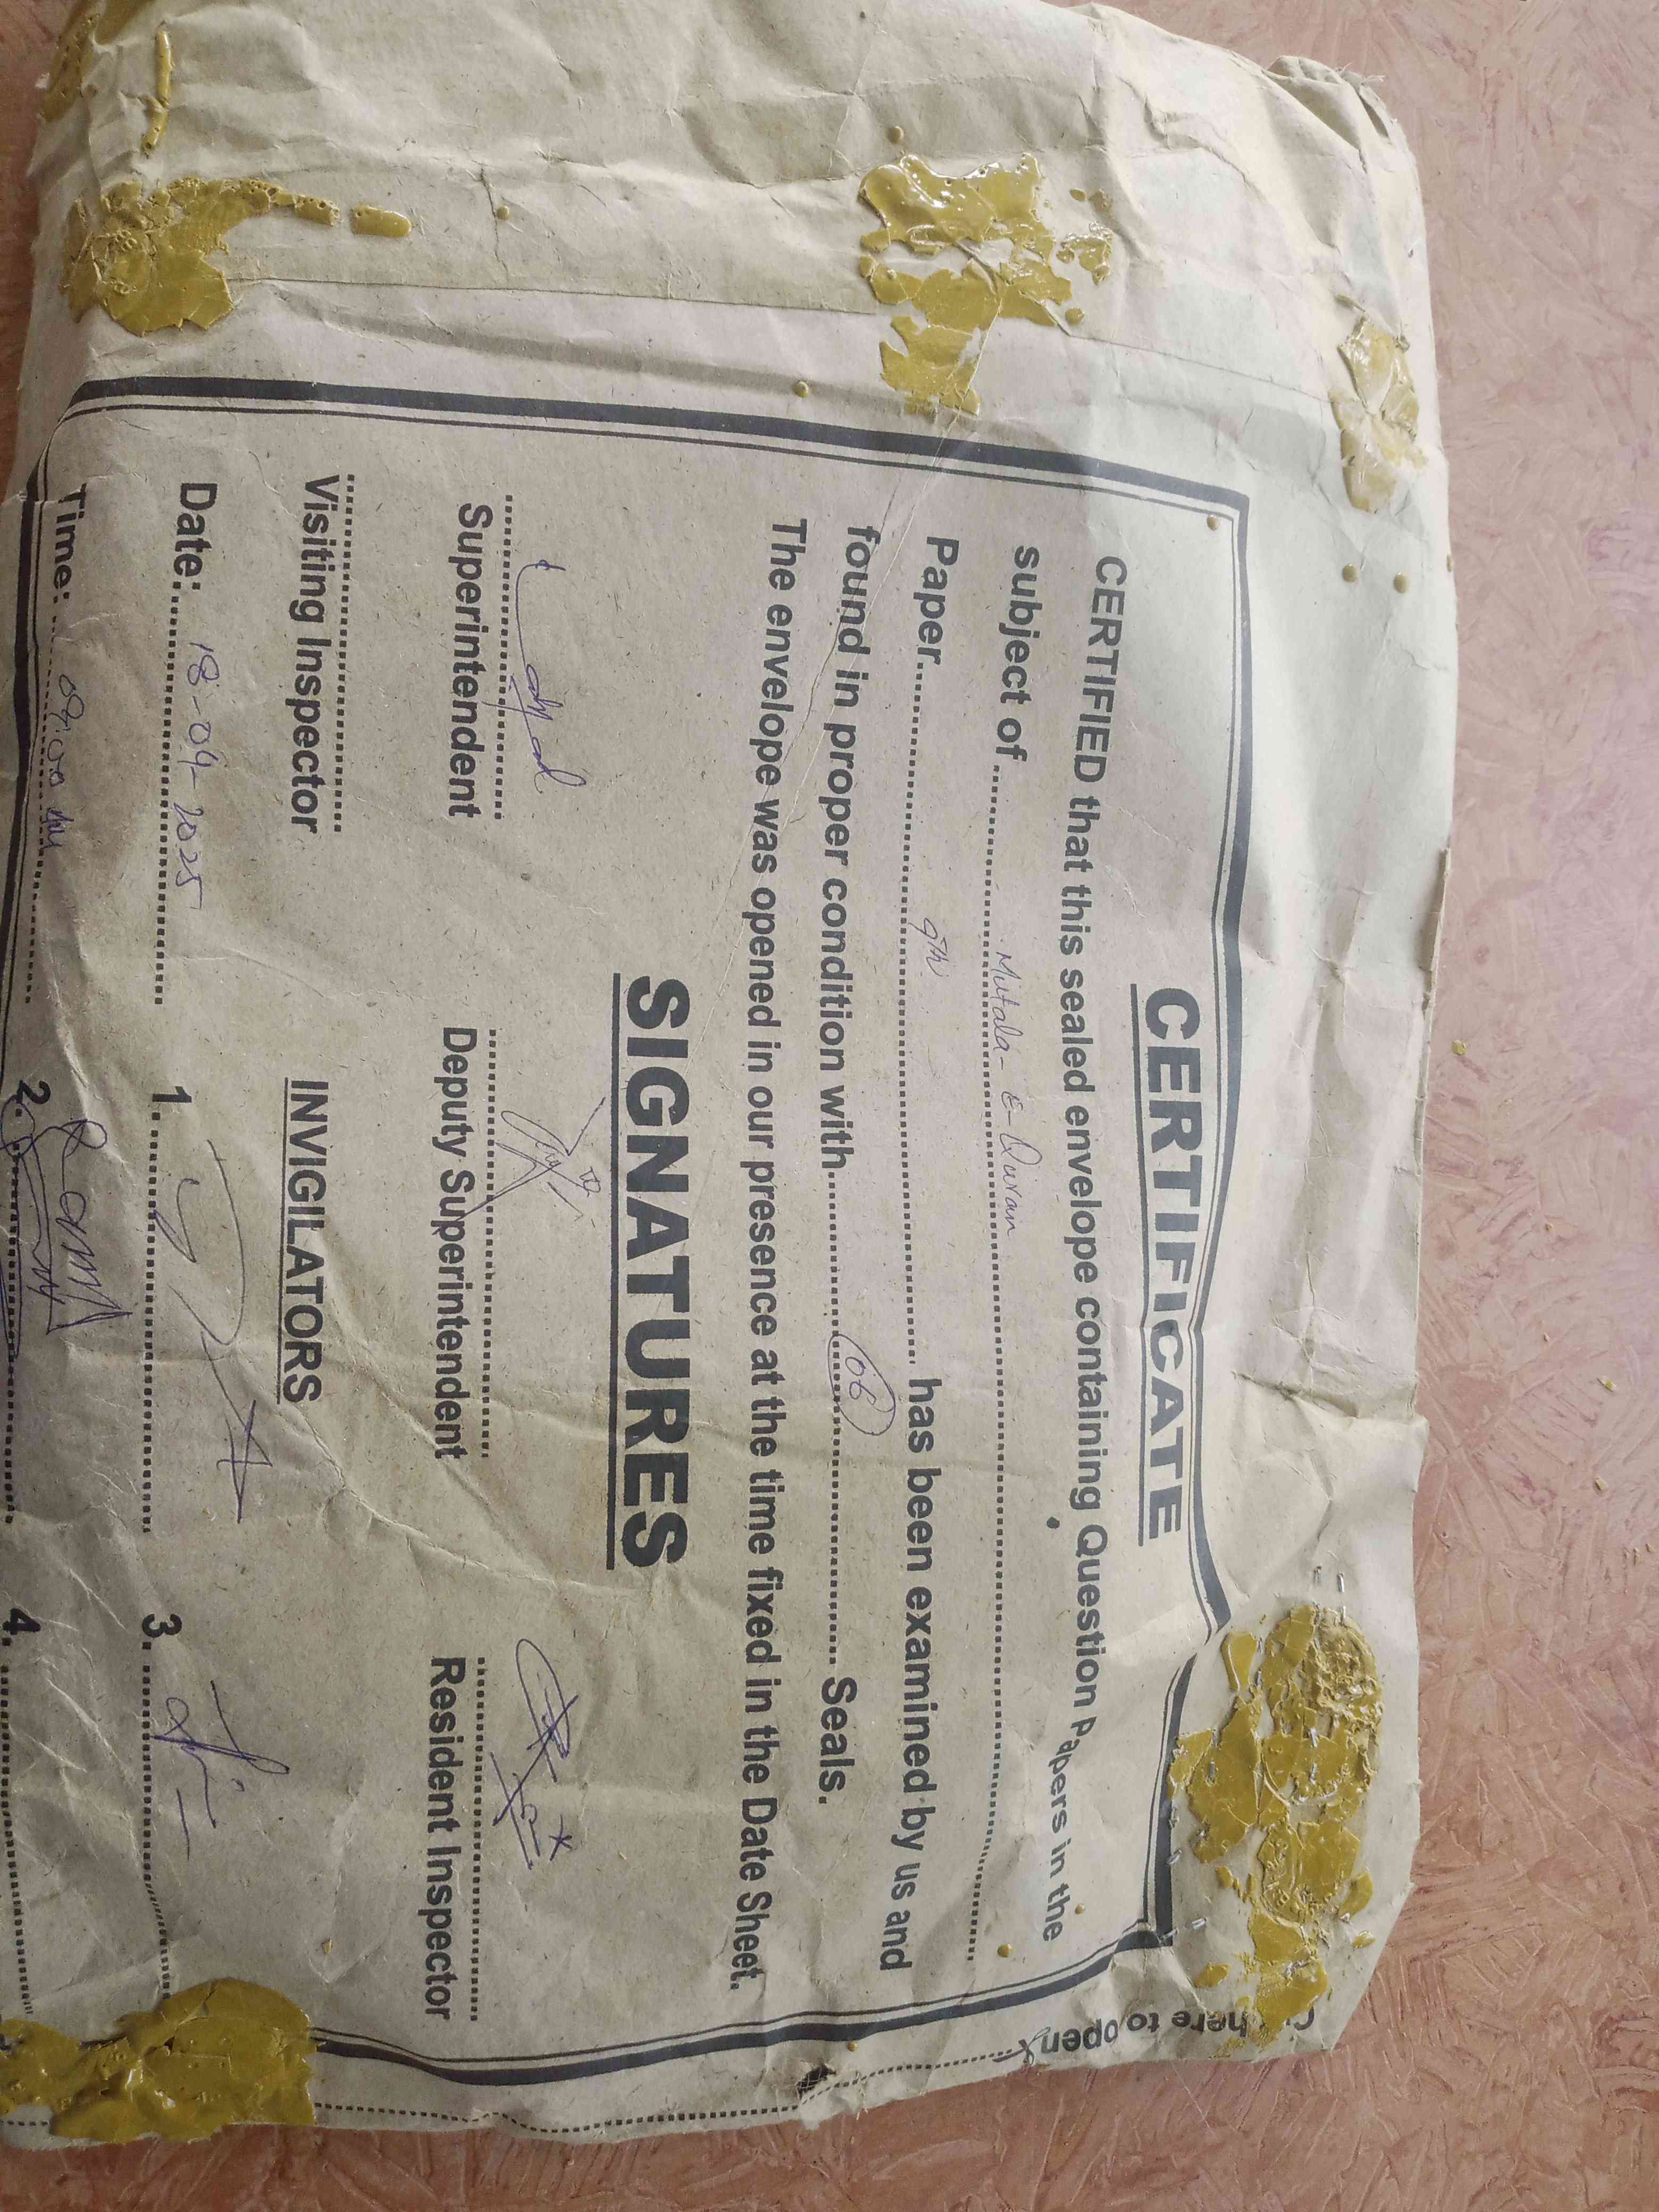 CERTIFICATE
CERTIFIED that this sealed envelope containing Question Papers in the
subject of Mutala-e-Quran
Paper 9th has been examined by us and
found in proper condition with 06 Seals.
The envelope was opened in our presence at the time fixed in the Date Sheet.
SIGNATURES
Superintendent Deputy Superintendent Resident Inspector
Visiting Inspector INVIGILATORS
Date: 18-04-2025 1. 3.
Time: 2. 4.
here to open